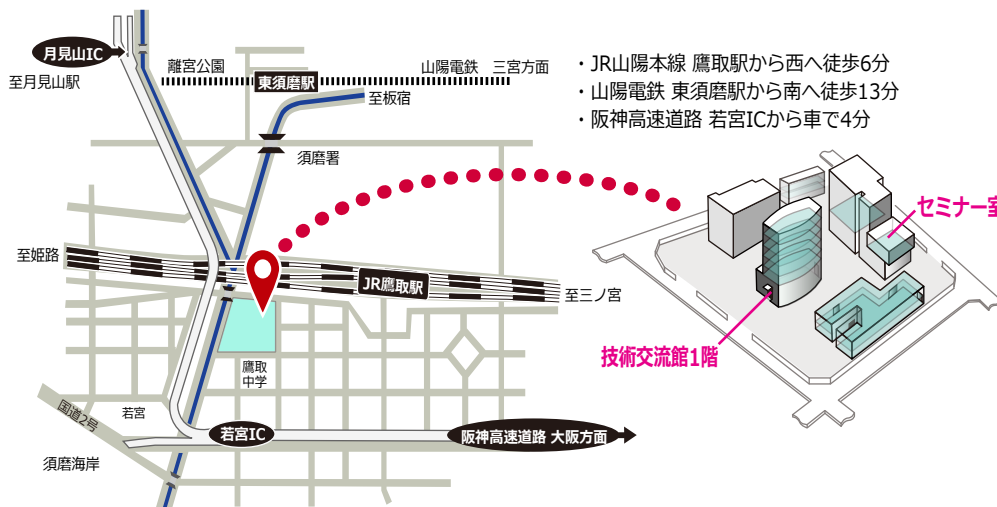 月見山IC
至月見山駅
離宮公園
東須磨駅
山陽電鉄 三宮方面
至板宿
須磨署
・JR山陽本線 鷹取駅から西へ徒歩6分
・山陽電鉄 東須磨駅から南へ徒歩13分
・阪神高速道路 若宮ICから車で4分
セミナー室
至姫路
JR鷹取駅
至三ノ宮
技術交流館1階
鷹取
中学
国道2号
若宮
若宮IC
阪神高速道路 大阪方面
須磨海岸